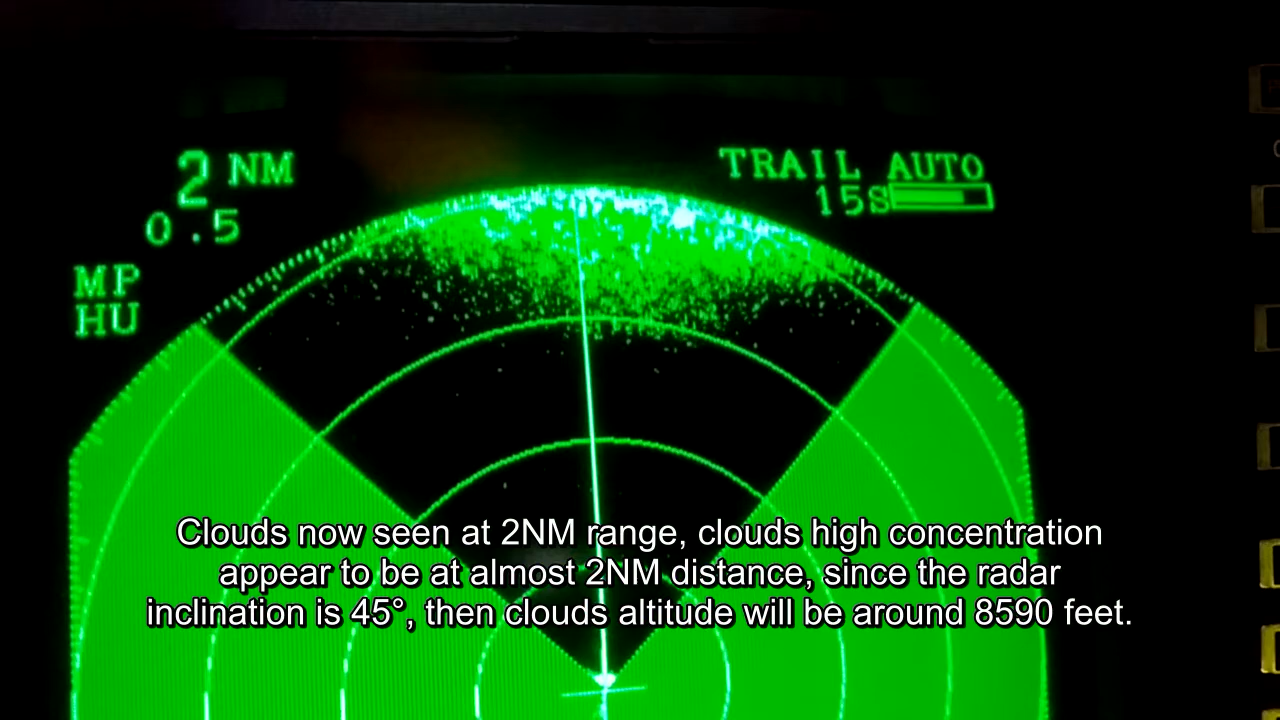 2 NM
0.5
MP
HU
TRAIL AUTO
15S
Clouds now seen at 2NM range, clouds high concentration
appear to be at almost 2NM distance, since the radar
inclination is 45°, then clouds altitude will be around 8590 feet.